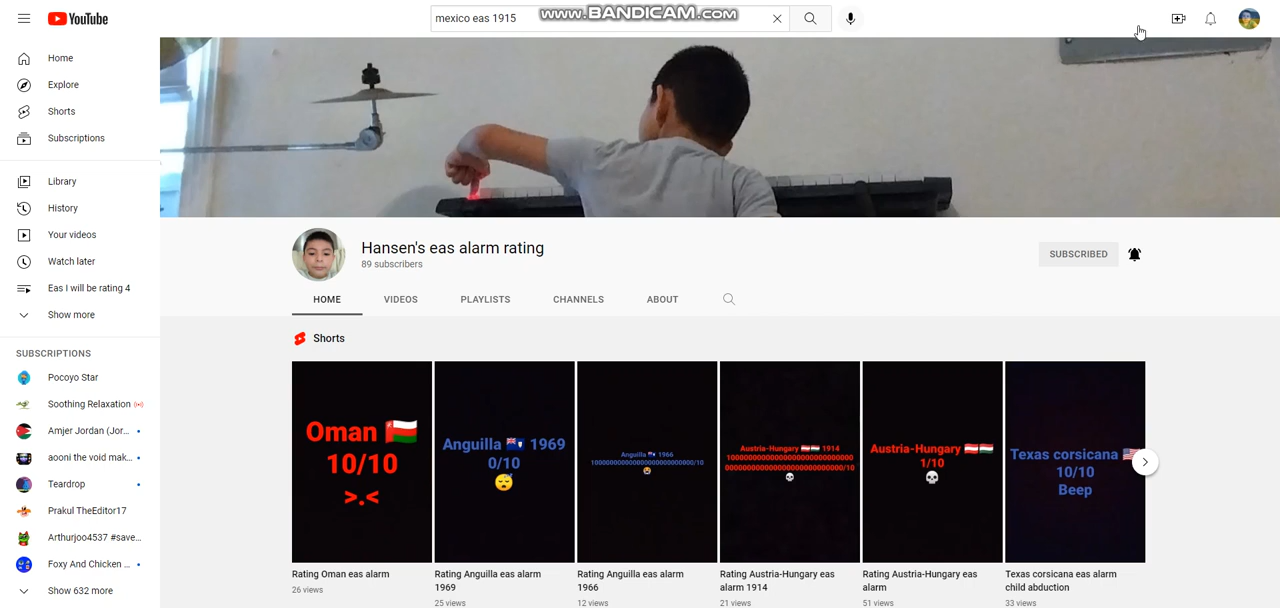 YouTube
mexico eas 1915
WWW.BANDICAM.COM
Home
Explore
Shorts
Subscriptions
Library
History
Your videos
Watch later
Eas I will be rating 4
Show more
SUBSCRIPTIONS
Pocoyo Star
Soothing Relaxation
Amjer Jordan (Jor...
aooni the void mak...
Teardrop
Prakul TheEditor17
Arthurjoo4537 #save...
Foxy And Chicken ...
Show 632 more
Hansen's eas alarm rating
89 subscribers
SUBSCRIBED
HOME VIDEOS PLAYLISTS CHANNELS ABOUT
Shorts
Oman
10/10
>.<
Rating Oman eas alarm
26 views
Anguilla 1969
0/10
Rating Anguilla eas alarm
1969
25 views
Anguilla 1966
Rating Anguilla eas alarm
1966
12 views
Austria-Hungary 1914
Rating Austria-Hungary eas
alarm 1914
21 views
Austria-Hungary
1/10
Rating Austria-Hungary eas
alarm
51 views
Texas corsicana
10/10
Beep
Texas corsicana eas alarm
child abduction
33 views